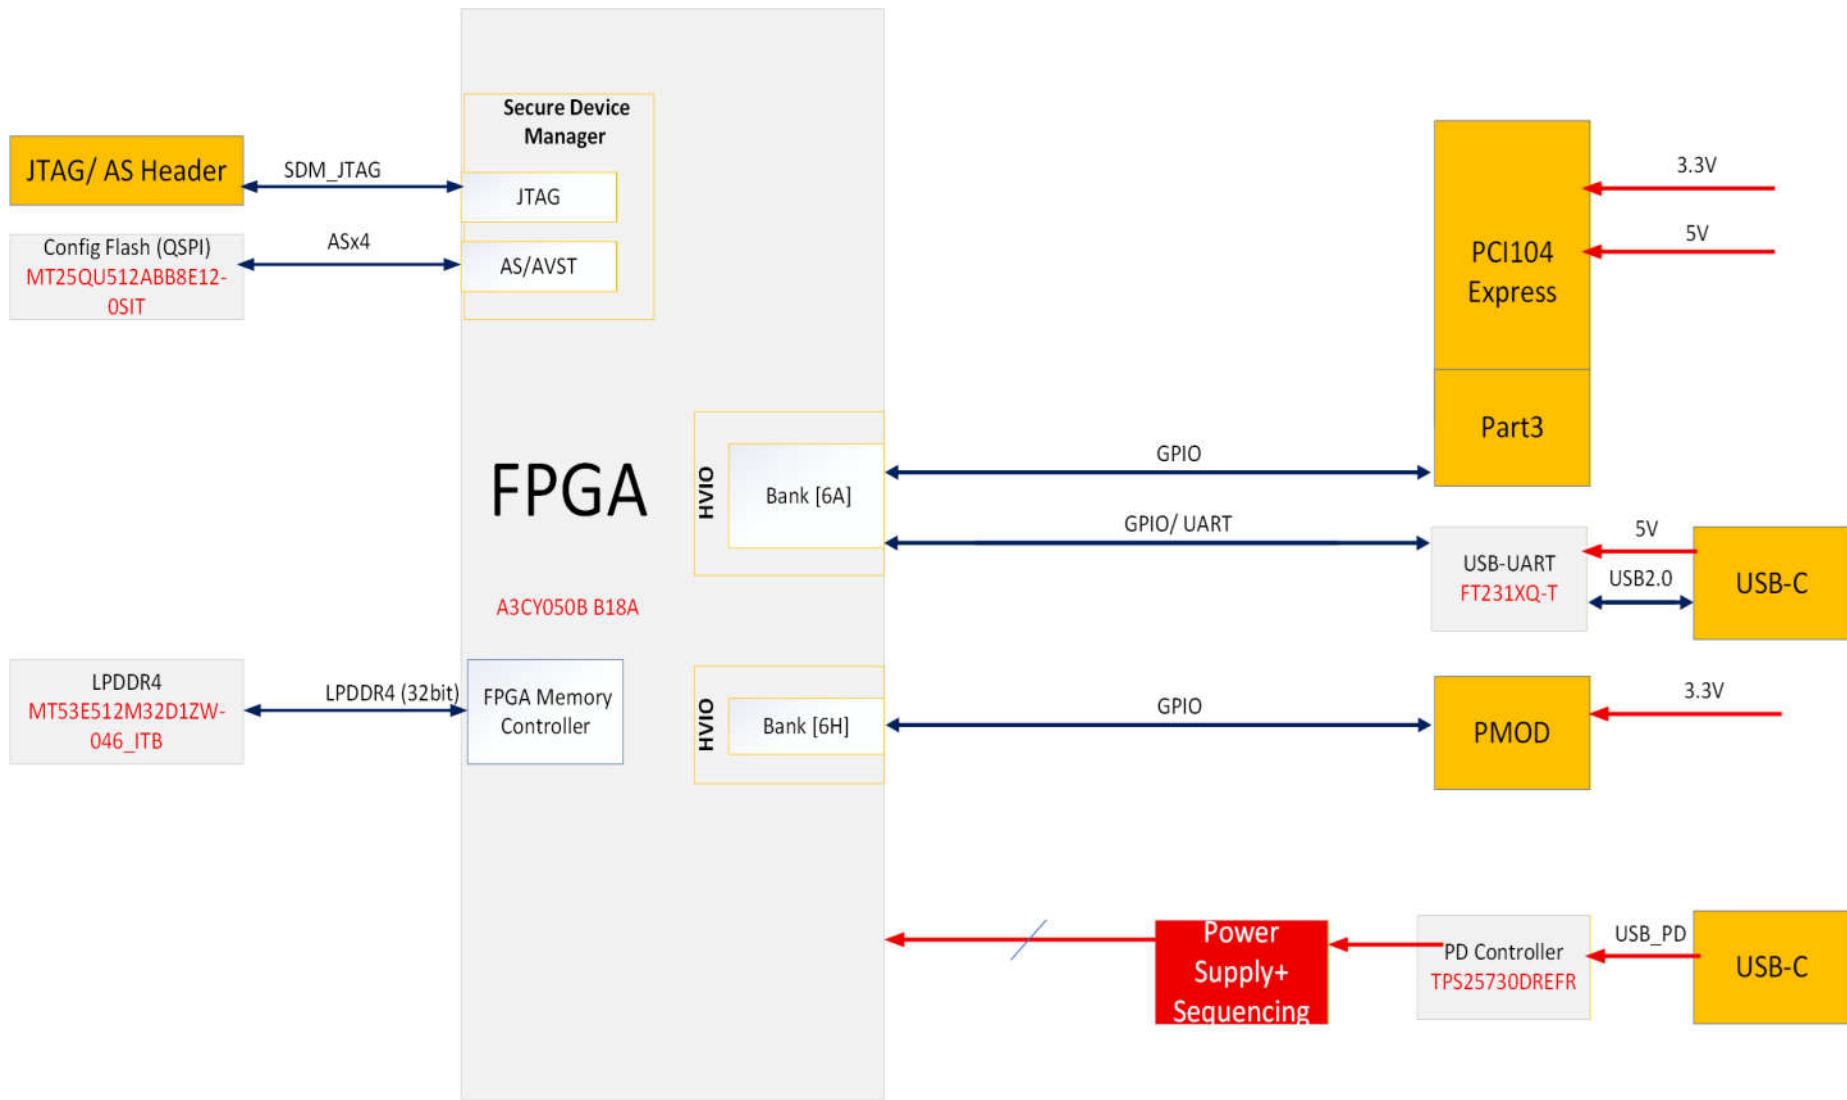 Secure Device
Manager
JTAG/ AS Header
SDM_JTAG
JTAG
Config Flash (QSPI)
MT25QU512ABB8E12-
0SIT
ASx4
AS/AVST
3.3V
5V
PCI104
Express
Part3
FPGA
HVIO
Bank [6A]
GPIO
GPIO/ UART
USB-UART
FT231XQ-T
5V
USB2.0
USB-C
A3CY050B B18A
LPDDR4
MT53E512M32D1ZW-
046_ITB
LPDDR4 (32bit)
FPGA Memory
Controller
HVIO
Bank [6H]
GPIO
PMOD
3.3V
Power
Supply+
Sequencing
PD Controller
TPS25730DREFR
USB_PD
USB-C